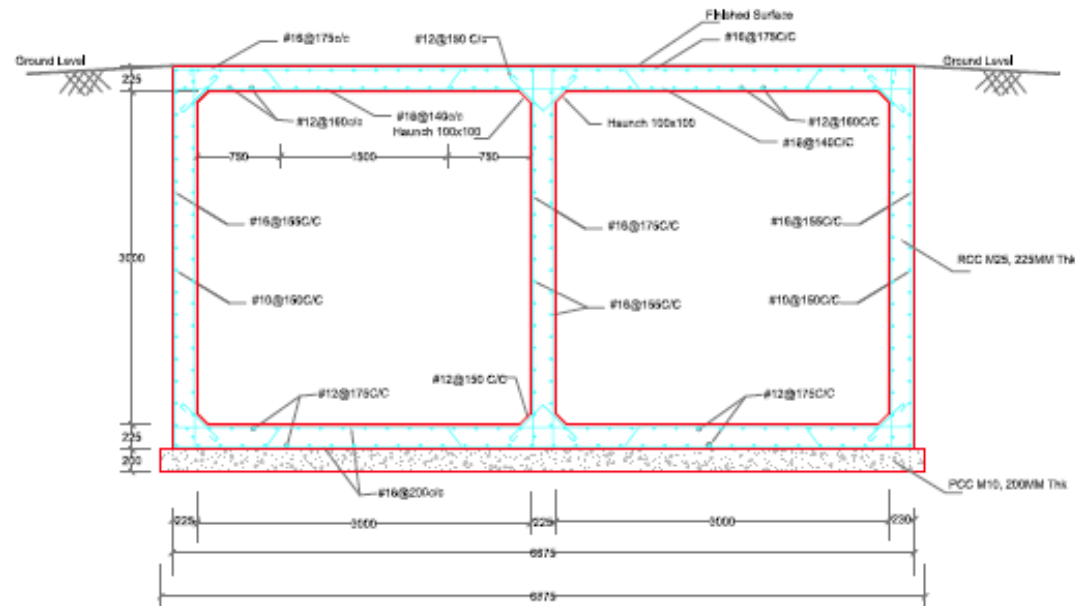 Finished Surface
#16@175c/c
#12@150 C/c
#16@175C/C
Ground Level
Ground Level
225
#12@160c/c
#16@140c/c
Haunch 100x100
Haunch 100x100
#12@160C/C
#16@140C/C
750
1500
750
#16@155C/C
#16@175C/C
#16@155C/C
3000
RCC M25, 225MM Thk
#10@150C/C
#16@155C/C
#10@150C/C
#12@150 C/C
#12@175C/C
#12@175C/C
225
200
#16@200c/c
PCC M10, 200MM Thk
225
3000
225
3000
230
6675
6875